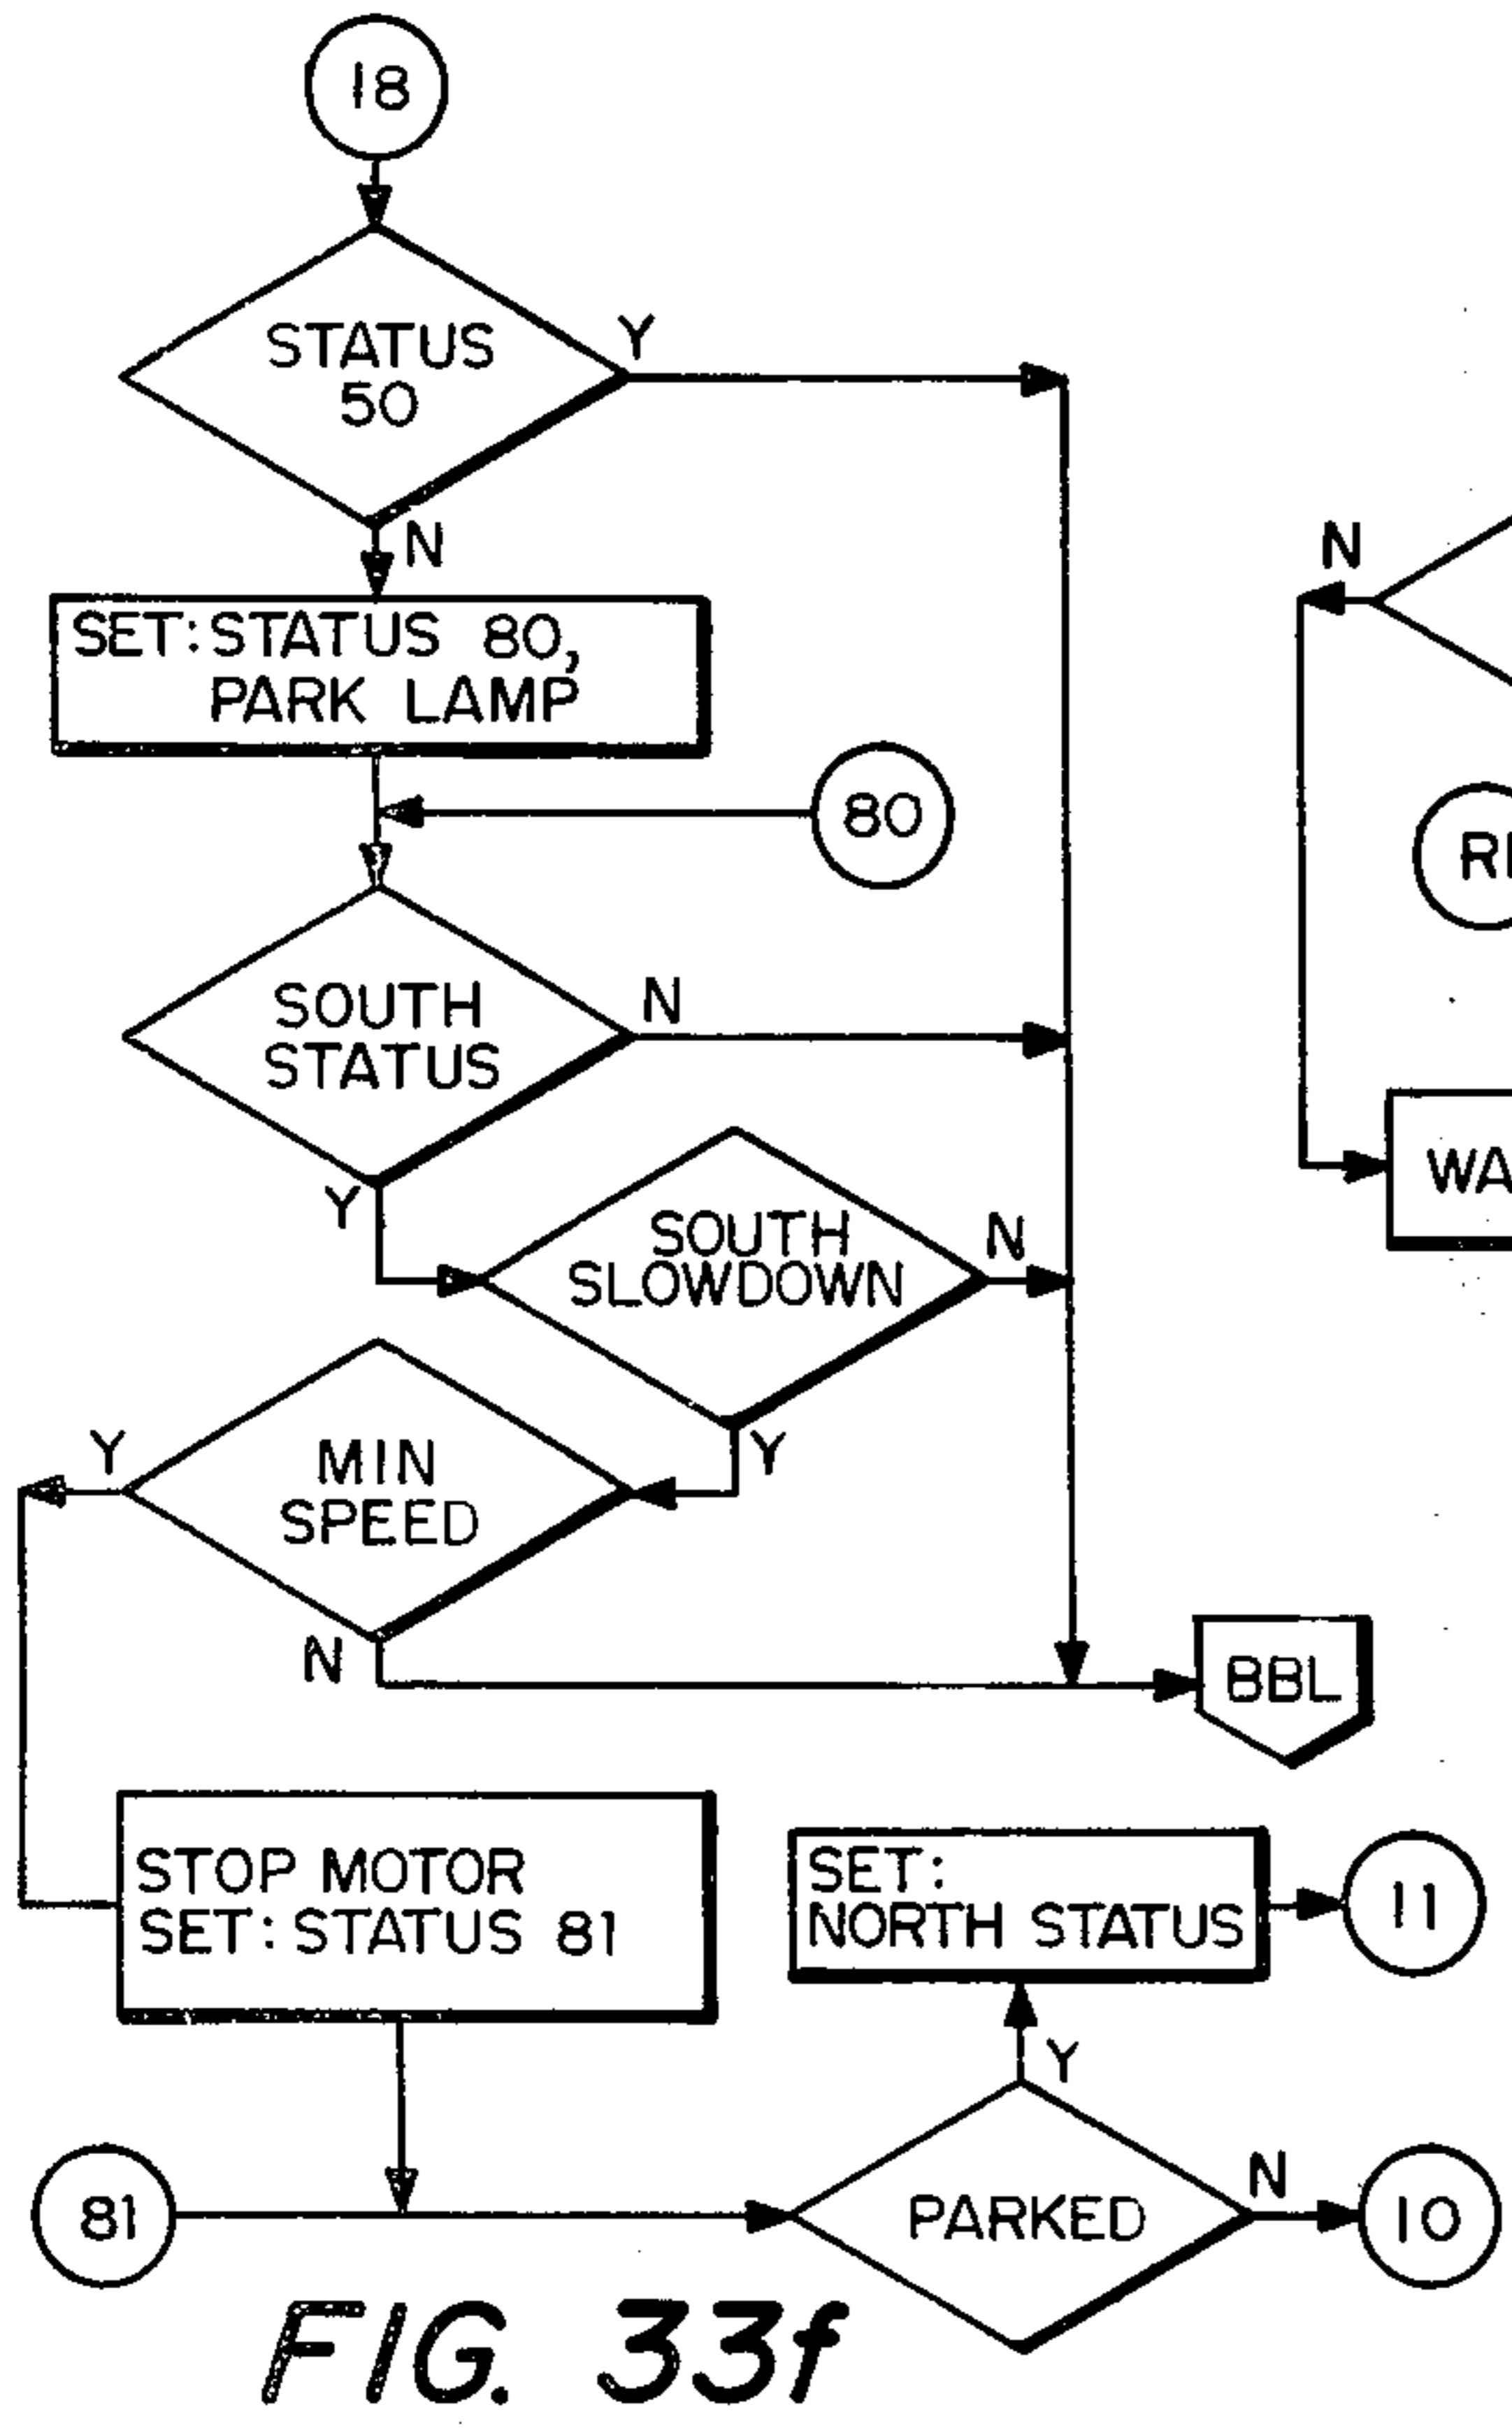 18
STATUS
50
Y
N
SET: STATUS 80,
PARK LAMP
80
SOUTH
STATUS
N
Y
SOUTH
SLOWDOWN
N
Y
MIN
SPEED
Y
N
BBL
STOP MOTOR
SET: STATUS 81
SET:
NORTH STATUS
11
Y
81
PARKED
N
10
N
FIG. 33f